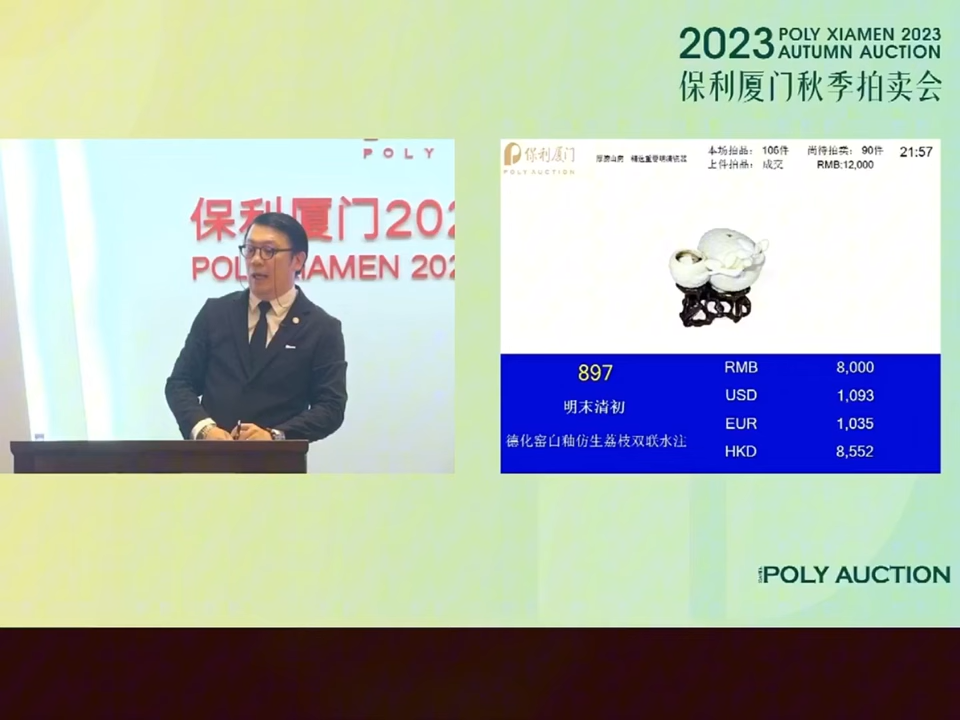 2023 POLY XIAMEN 2023
AUTUMN AUCTION
保利厦门秋季拍卖会
POLY
保利厦门202
POLY XIAMEN 202
保利厦门
POLY AUCTION
本场拍品: 106件
尚待拍卖: 90件
21:57
上件拍品: 成交
RMB:12,000
897
明末清初
德化窑白釉仿生荔枝双联水注
RMB 8,000
USD 1,093
EUR 1,035
HKD 8,552
POLY AUCTION